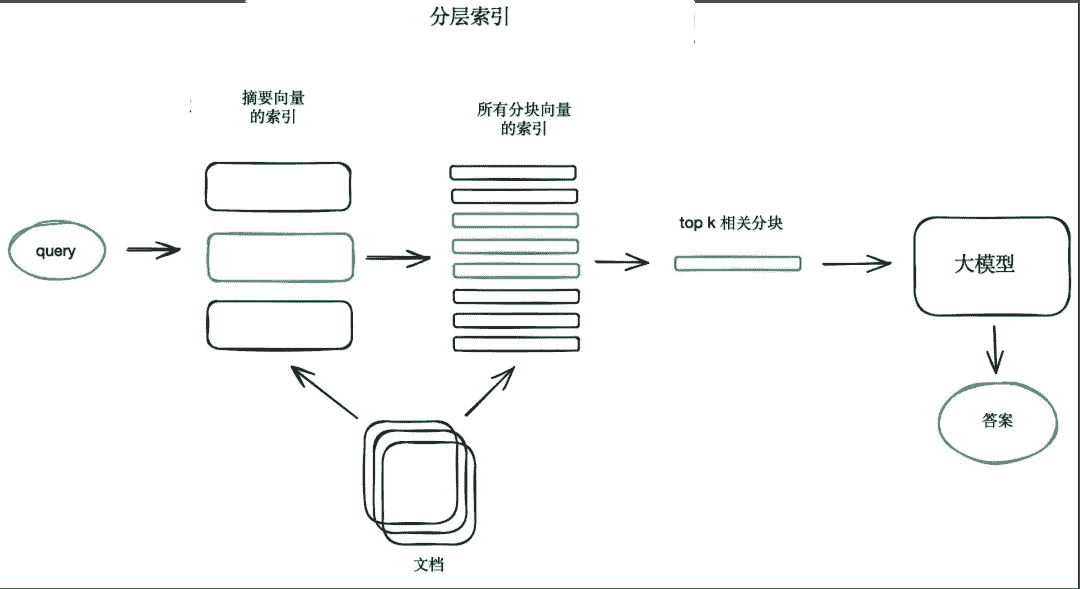 分层索引
摘要向量
的索引
所有分块向量
的索引
query
top k 相关分块
大模型
答案
文档